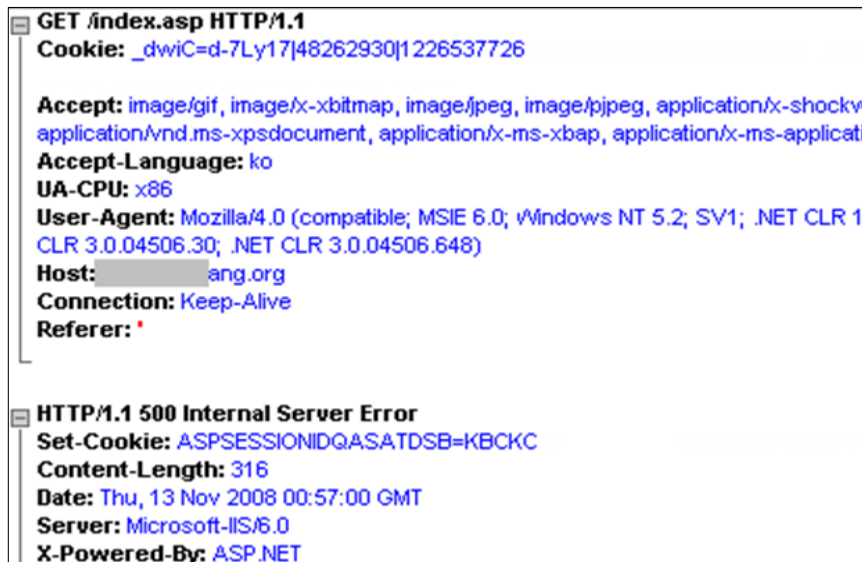 GET /index.asp HTTP/1.1
Cookie: _dwiC=d-7Ly17|48262930|1226537726
Accept: image/gif, image/x-xbitmap, image/jpeg, image/pjpeg, application/x-shockw
application/vnd.ms-xpsdocument, application/x-ms-xbap, application/x-ms-applicati
Accept-Language: ko
UA-CPU: x86
User-Agent: Mozilla/4.0 (compatible; MSIE 6.0; Windows NT 5.2; SV1; .NET CLR 1
CLR 3.0.04506.30; .NET CLR 3.0.04506.648)
Host: ang.org
Connection: Keep-Alive
Referer: '
HTTP/1.1 500 Internal Server Error
Set-Cookie: ASPSESSIONIDQASATDSB=KBCKC
Content-Length: 316
Date: Thu, 13 Nov 2008 00:57:00 GMT
Server: Microsoft-IIS/6.0
X-Powered-By: ASP.NET